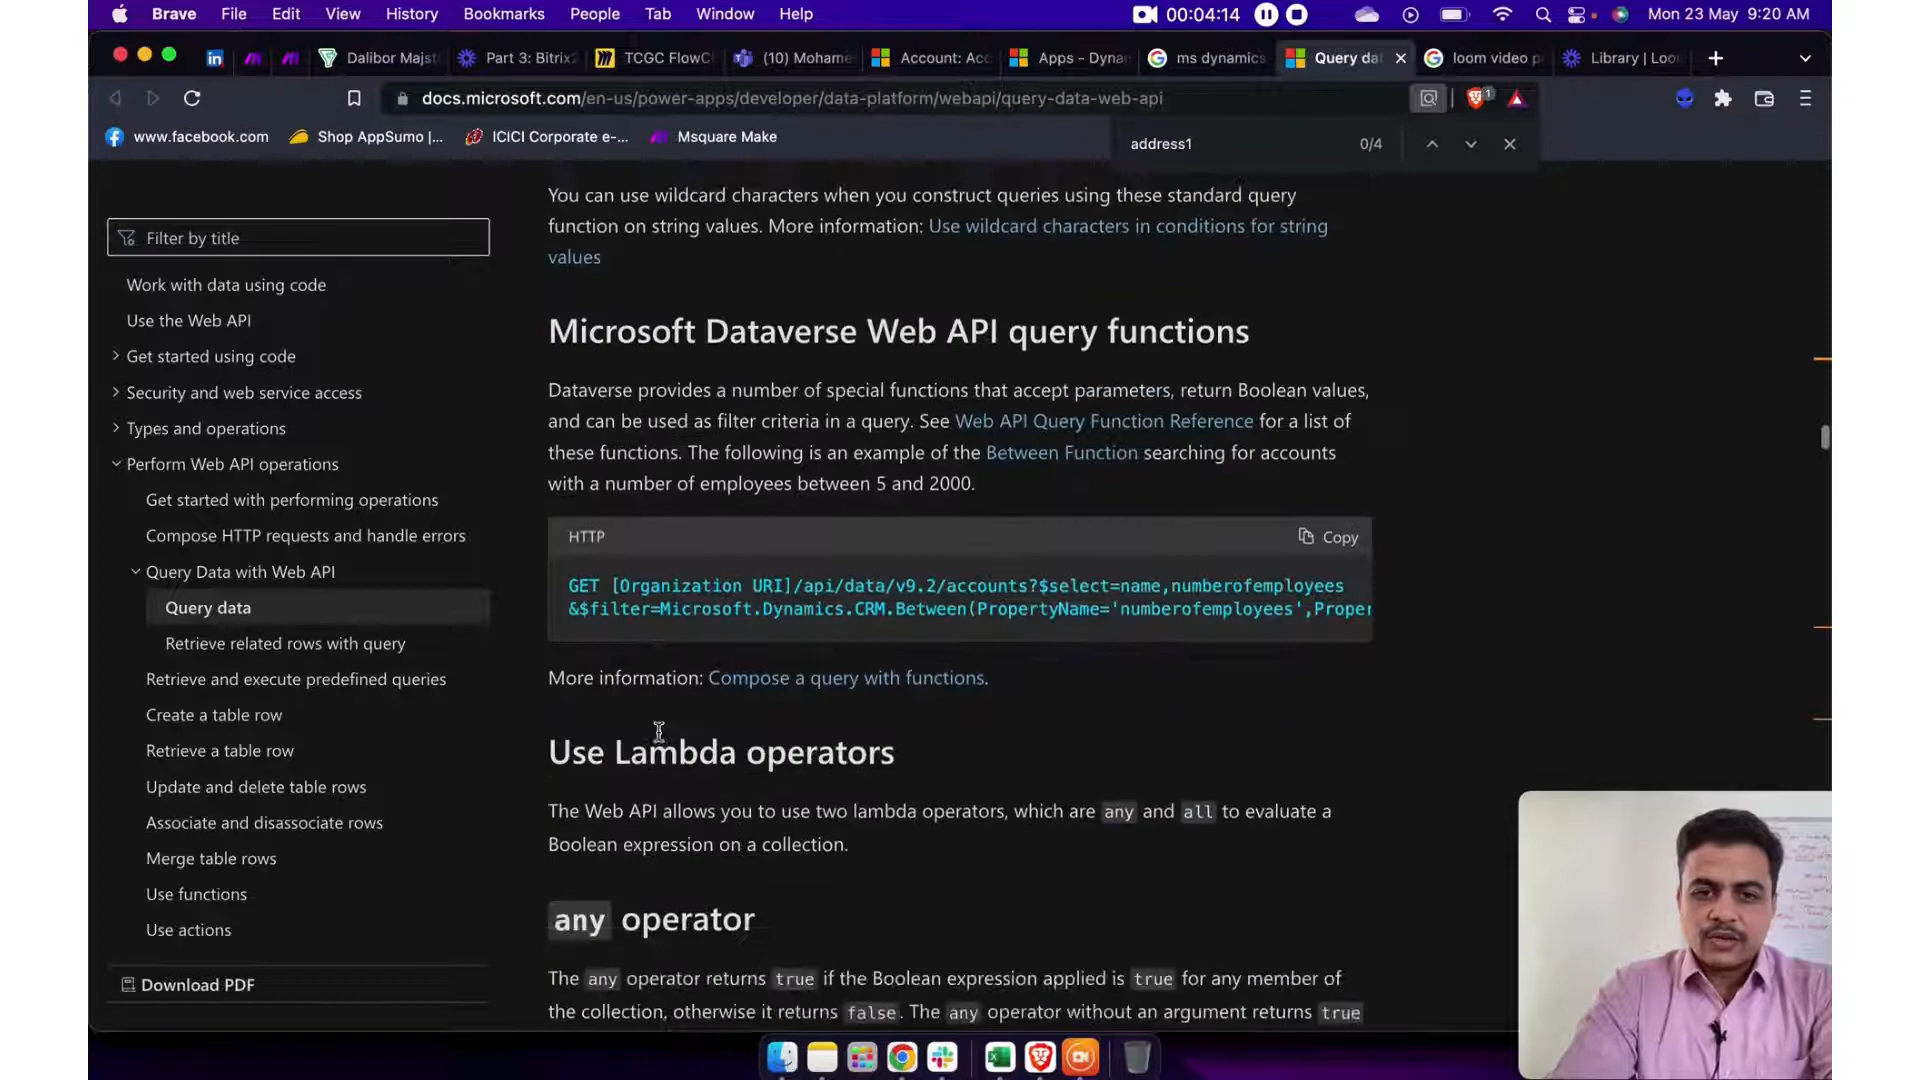 Brave File Edit View History Bookmarks People Tab Window Help 00:04:14 Mon 23 May 9:20 AM
in Dalibor Majst Part 3: Bitrix2 TCGC FlowCl (10) Mohame Account: Acc Apps - Dyna ms dynamics Query dat loom video p Library | Loo
docs.microsoft.com/en-us/power-apps/developer/data-platform/webapi/query-data-web-api 1
www.facebook.com Shop AppSumo |... ICICI Corporate e-... Msquare Make
address1 0/4
Filter by title
Work with data using code
Use the Web API
Get started using code
Security and web service access
Types and operations
Perform Web API operations
Get started with performing operations
Compose HTTP requests and handle errors
Query Data with Web API
Query data
Retrieve related rows with query
Retrieve and execute predefined queries
Create a table row
Retrieve a table row
Update and delete table rows
Associate and disassociate rows
Merge table rows
Use functions
Use actions
Download PDF
You can use wildcard characters when you construct queries using these standard query
function on string values. More information: Use wildcard characters in conditions for string
values
Microsoft Dataverse Web API query functions
Dataverse provides a number of special functions that accept parameters, return Boolean values,
and can be used as filter criteria in a query. See Web API Query Function Reference for a list of
these functions. The following is an example of the Between Function searching for accounts
with a number of employees between 5 and 2000.
HTTP Copy
GET [Organization URI]/api/data/v9.2/accounts?$select=name,numberofemployees
&$filter=Microsoft.Dynamics.CRM.Between(PropertyName='numberofemployees',Proper
More information: Compose a query with functions.
Use Lambda operators
The Web API allows you to use two lambda operators, which are any and all to evaluate a
Boolean expression on a collection.
any operator
The any operator returns true if the Boolean expression applied is true for any member of
the collection, otherwise it returns false. The any operator without an argument returns true